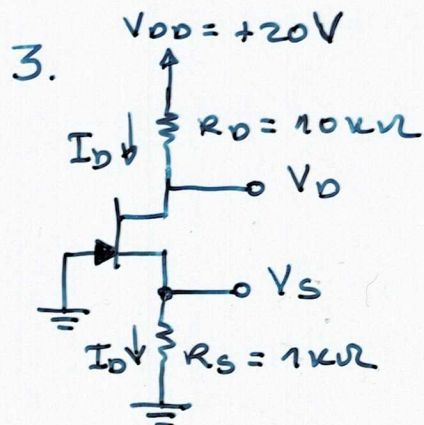 VDD = +20V
3.
ID RD = 10KΩ
VD
VS
ID RS = 1KΩ